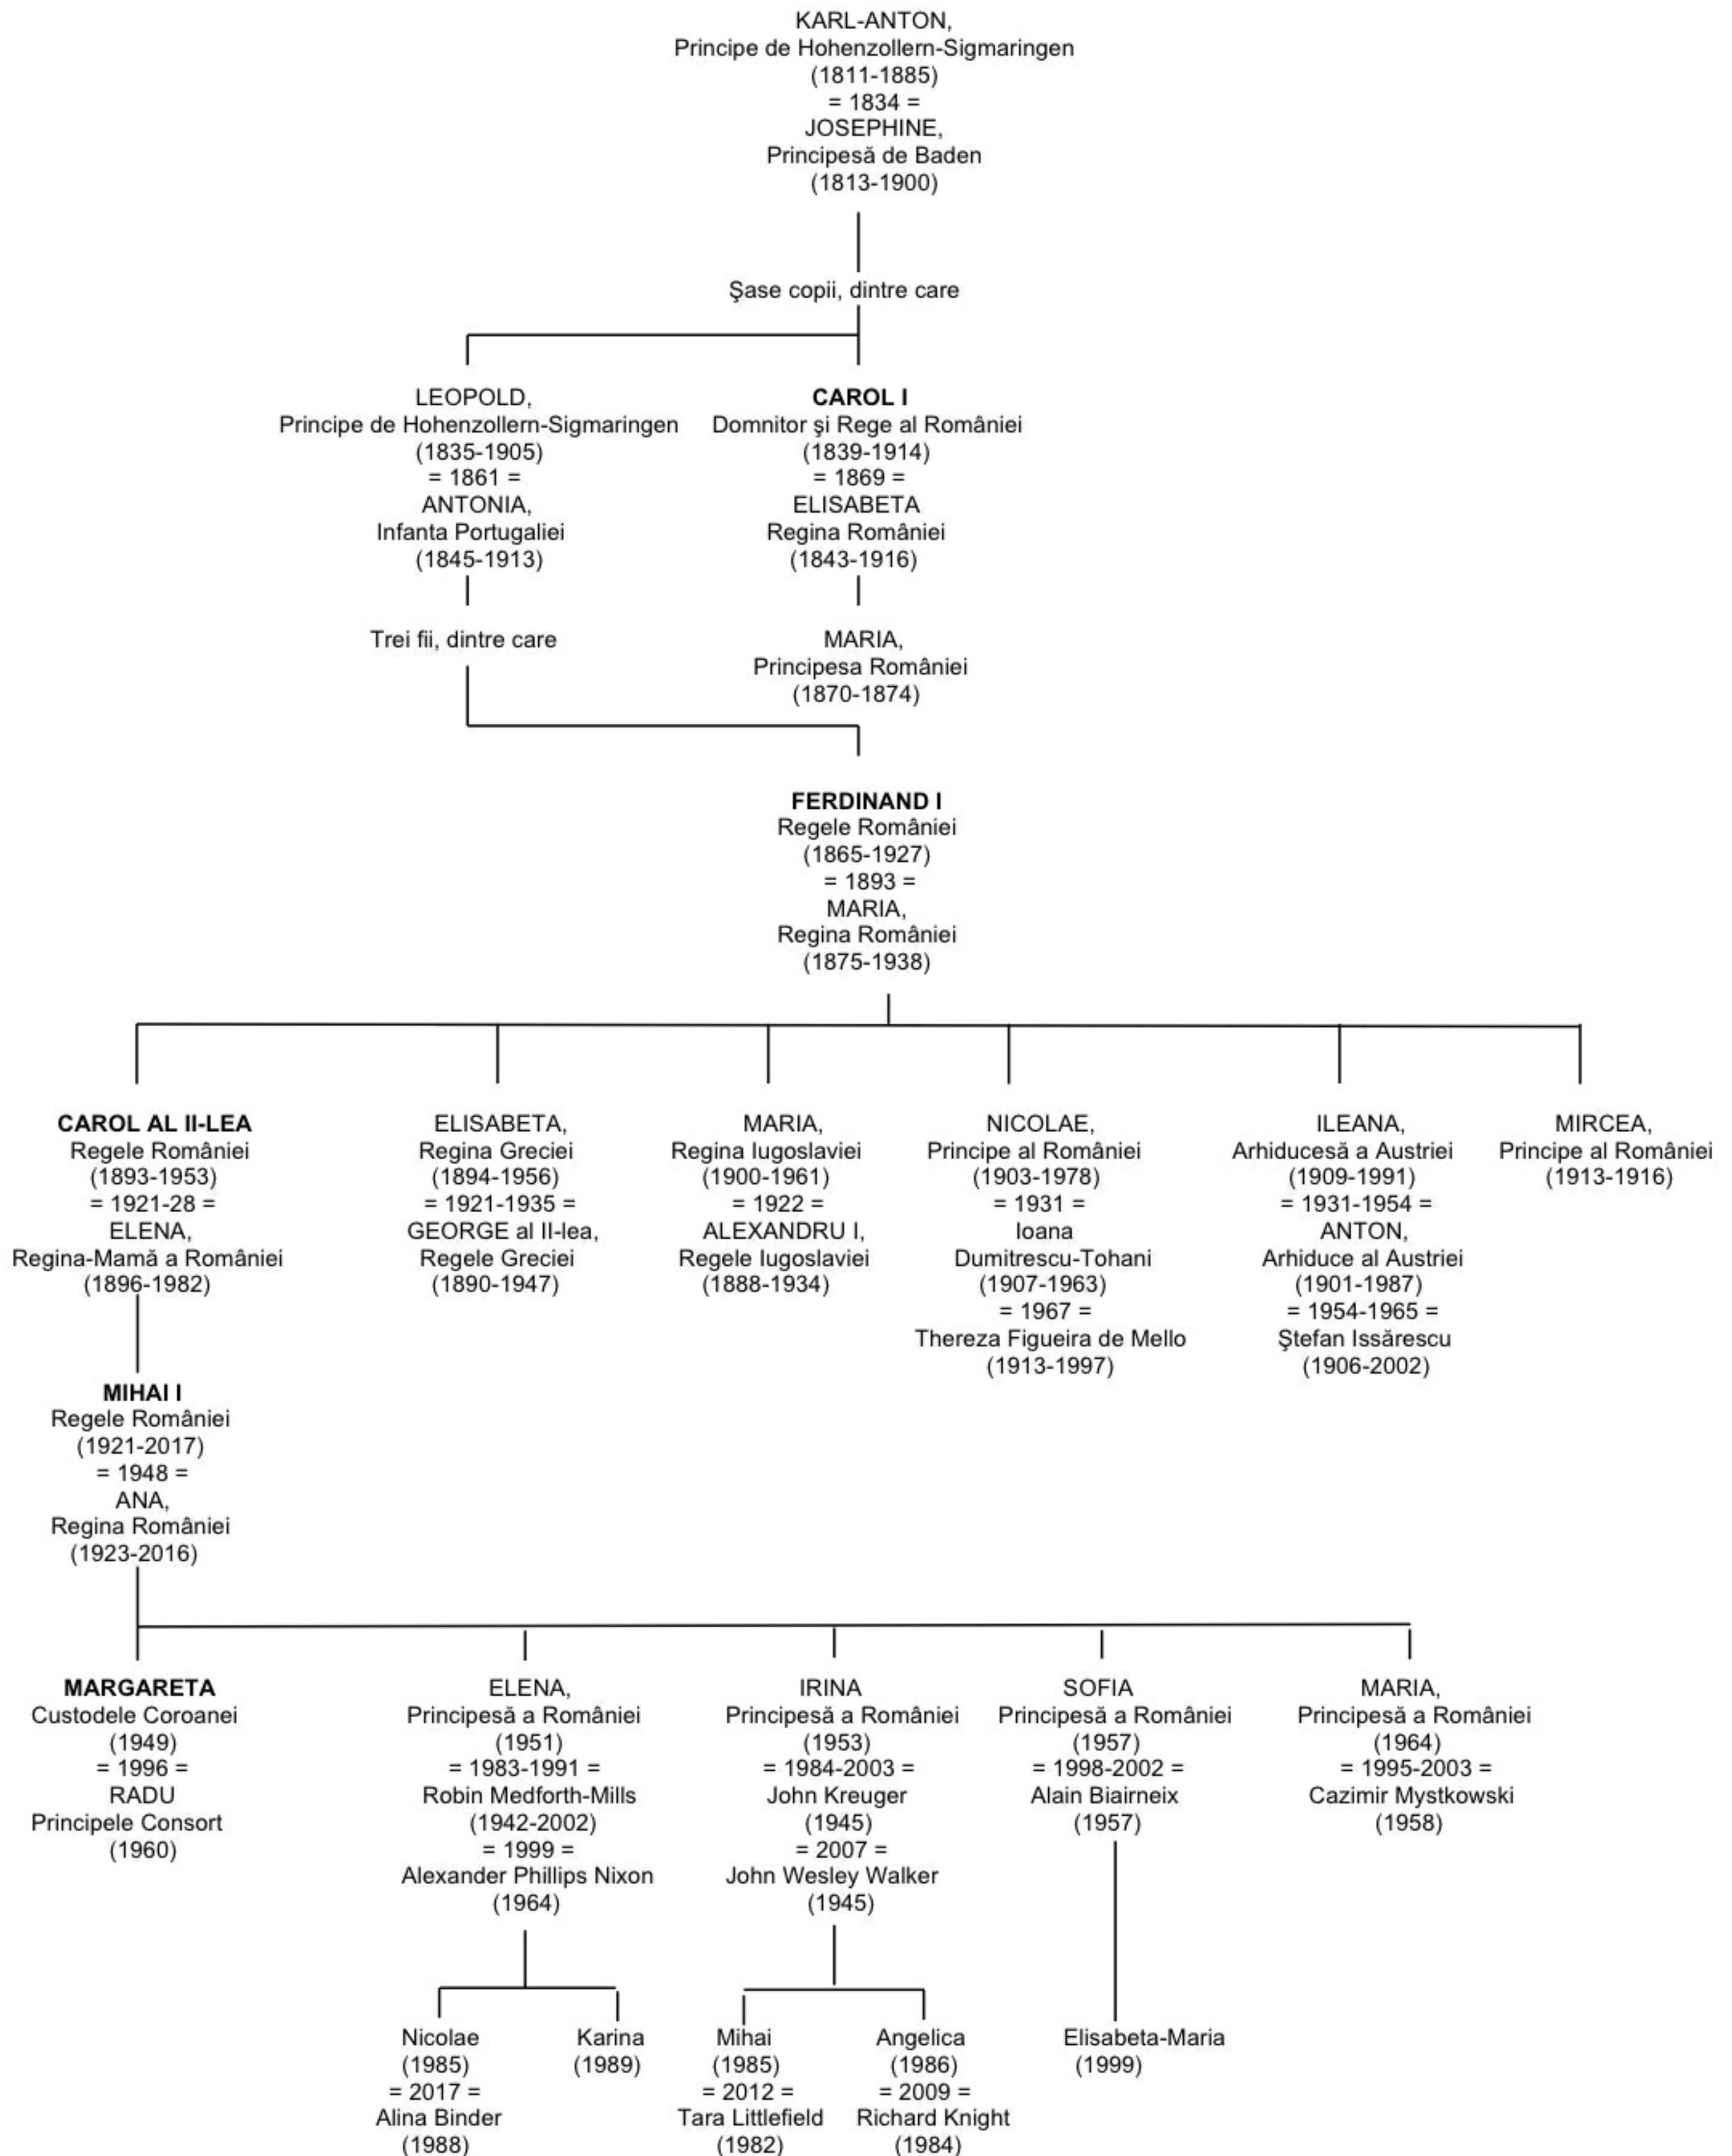 KARL-ANTON,
Principe de Hohenzollern-Sigmaringen
(1811-1885)
= 1834 =
JOSEPHINE,
Principesă de Baden
(1813-1900)
Şase copii, dintre care
LEOPOLD,
Principe de Hohenzollern-Sigmaringen
(1835-1905)
= 1861 =
ANTONIA,
Infanta Portugaliei
(1845-1913)
Trei fii, dintre care
CAROL I
Domnitor şi Rege al României
(1839-1914)
= 1869 =
ELISABETA
Regina României
(1843-1916)
MARIA,
Principesa României
(1870-1874)
FERDINAND I
Regele României
(1865-1927)
= 1893 =
MARIA,
Regina României
(1875-1938)
CAROL AL II-LEA
Regele României
(1893-1953)
= 1921-28 =
ELENA,
Regina-Mamă a României
(1896-1982)
ELISABETA,
Regina Greciei
(1894-1956)
= 1921-1935 =
GEORGE al II-lea,
Regele Greciei
(1890-1947)
MARIA,
Regina Iugoslaviei
(1900-1961)
= 1922 =
ALEXANDRU I,
Regele Iugoslaviei
(1888-1934)
NICOLAE,
Principe al României
(1903-1978)
= 1931 =
Ioana
Dumitrescu-Tohani
(1907-1963)
= 1967 =
Thereza Figueira de Mello
(1913-1997)
ILEANA,
Arhiducesă a Austriei
(1909-1991)
= 1931-1954 =
ANTON,
Arhiduce al Austriei
(1901-1987)
= 1954-1965 =
Ştefan Issărescu
(1906-2002)
MIRCEA,
Principe al României
(1913-1916)
MIHAI I
Regele României
(1921-2017)
= 1948 =
ANA,
Regina României
(1923-2016)
MARGARETA
Custodele Coroanei
(1949)
= 1996 =
RADU
Principele Consort
(1960)
ELENA,
Principesă a României
(1951)
= 1983-1991 =
Robin Medforth-Mills
(1942-2002)
= 1999 =
Alexander Phillips Nixon
(1964)
IRINA
Principesă a României
(1953)
= 1984-2003 =
John Kreuger
(1945)
= 2007 =
John Wesley Walker
(1945)
SOFIA
Principesă a României
(1957)
= 1998-2002 =
Alain Biairneix
(1957)
MARIA,
Principesă a României
(1964)
= 1995-2003 =
Cazimir Mystkowski
(1958)
Nicolae
(1985)
= 2017 =
Alina Binder
(1988)
Karina
(1989)
Mihai
(1985)
= 2012 =
Tara Littlefield
(1982)
Angelica
(1986)
= 2009 =
Richard Knight
(1984)
Elisabeta-Maria
(1999)